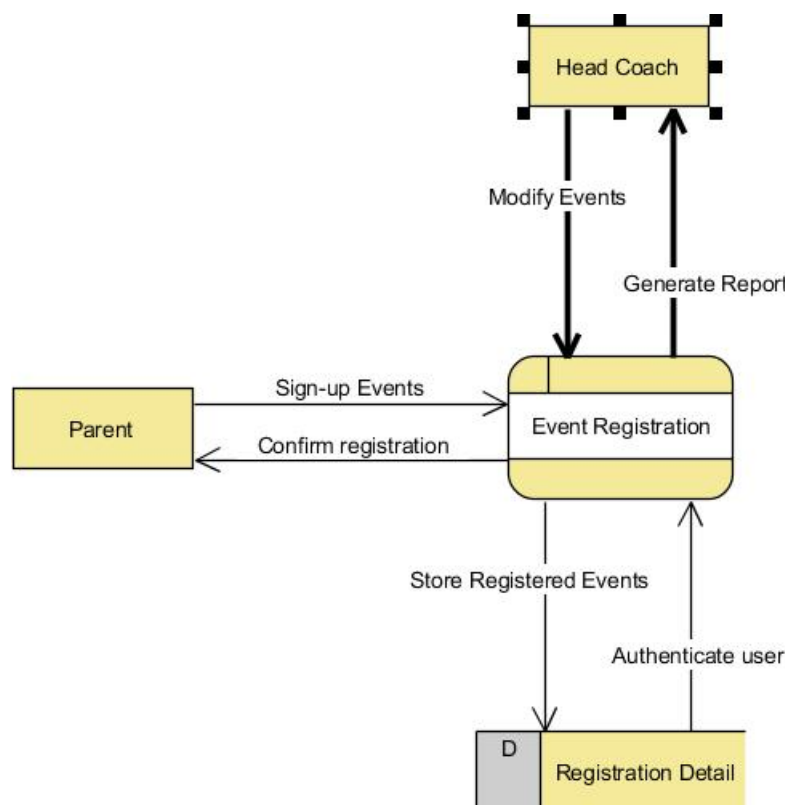 Head Coach
Modify Events
Generate Report
Sign-up Events
Parent
Event Registration
Confirm registration
Store Registered Events
Authenticate user
D
Registration Detail